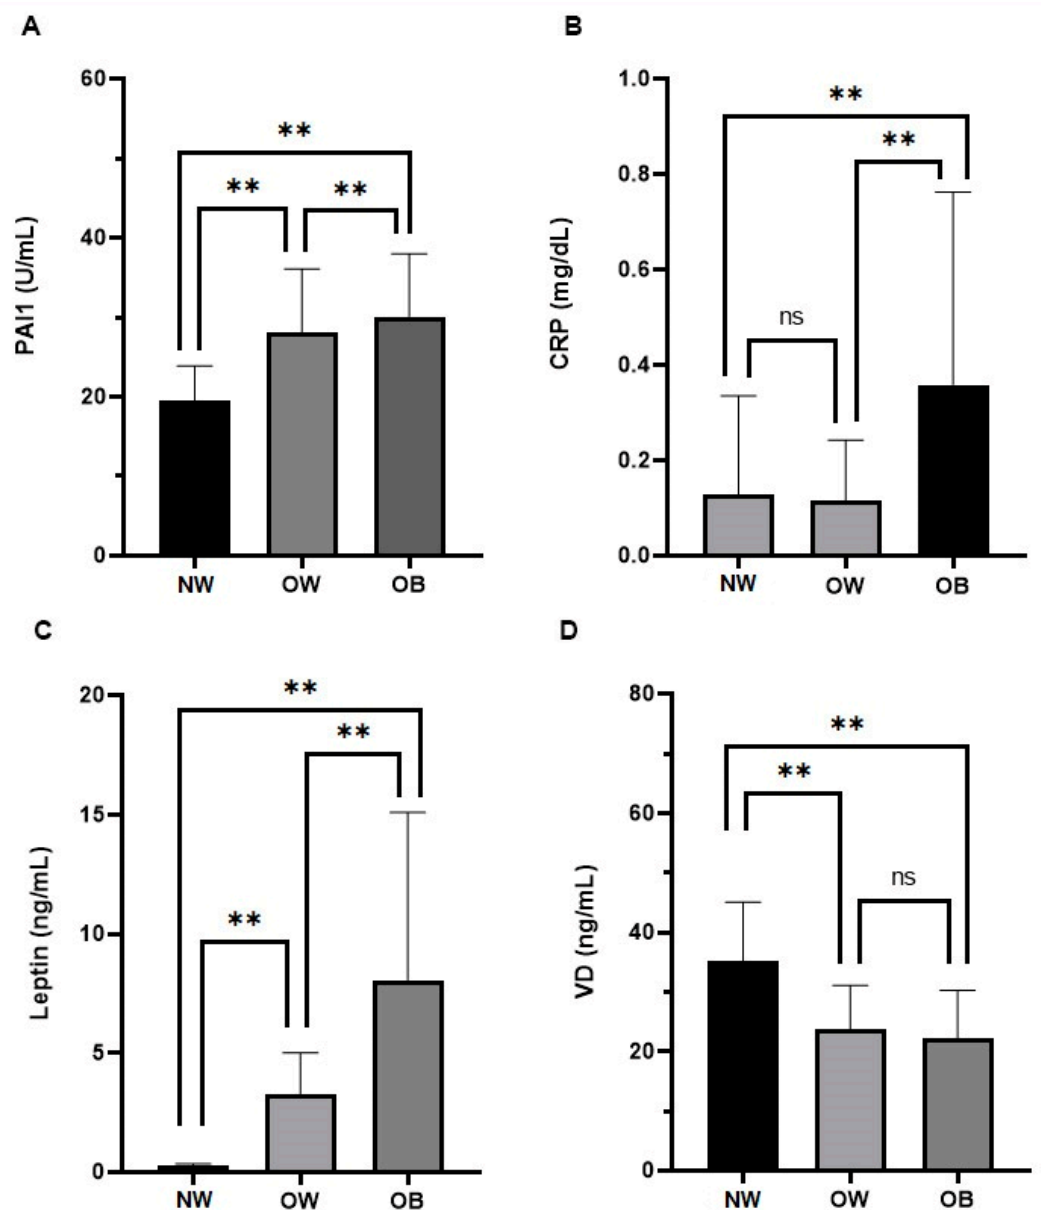 A
PAI1 (U/mL)
60
40
20
0
**
**
**
NW OW OB
B
CRP (mg/dL)
1.0
0.8
0.6
0.4
0.2
0.0
**
**
ns
NW OW OB
C
Leptin (ng/mL)
20
15
10
5
0
**
**
**
NW OW OB
D
VD (ng/mL)
80
60
40
20
0
**
**
ns
NW OW OB